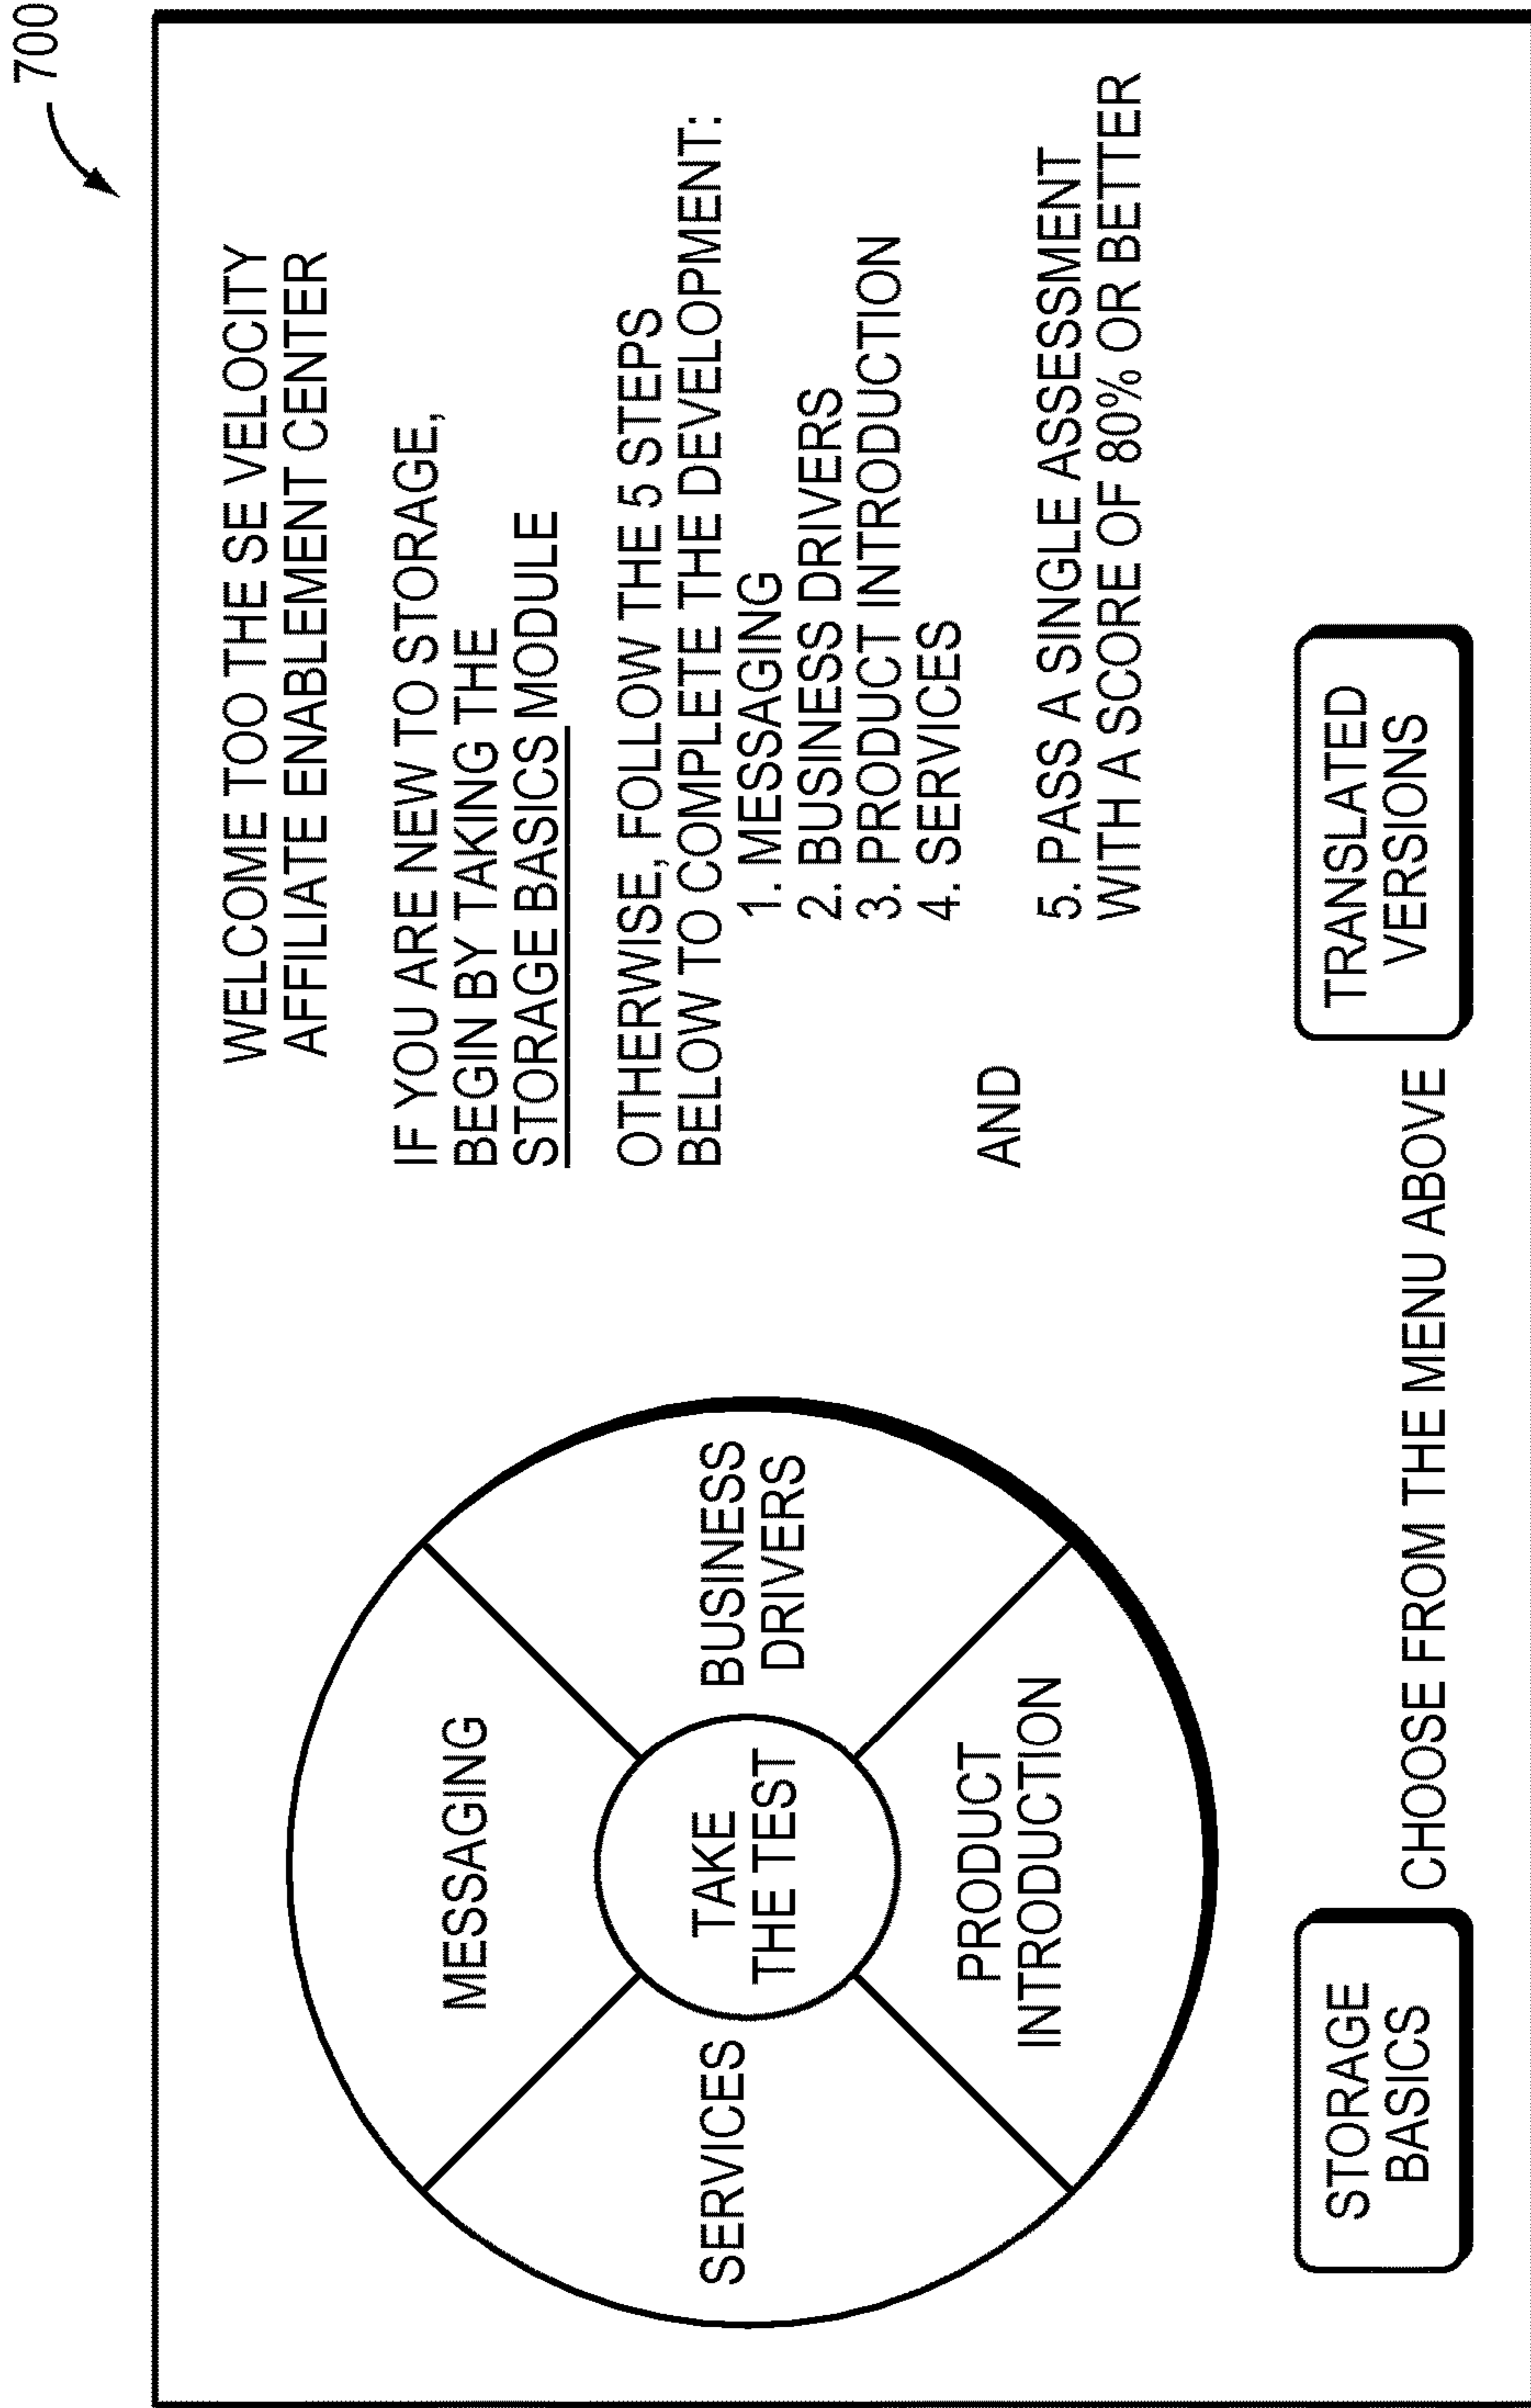 700
MESSAGING
SERVICES
TAKE
THE TEST
BUSINESS
DRIVERS
PRODUCT
INTRODUCTION
WELCOME TOO THE SE VELOCITY
AFFILIATE ENABLEMENT CENTER
IF YOU ARE NEW TO STORAGE,
BEGIN BY TAKING THE
STORAGE BASICS MODULE
OTHERWISE, FOLLOW THE 5 STEPS
BELOW TO COMPLETE THE DEVELOPMENT:
1. MESSAGING
2. BUSINESS DRIVERS
3. PRODUCT INTRODUCTION
4. SERVICES
AND
5. PASS A SINGLE ASSESSMENT
WITH A SCORE OF 80% OR BETTER
STORAGE
BASICS
CHOOSE FROM THE MENU ABOVE
TRANSLATED
VERSIONS